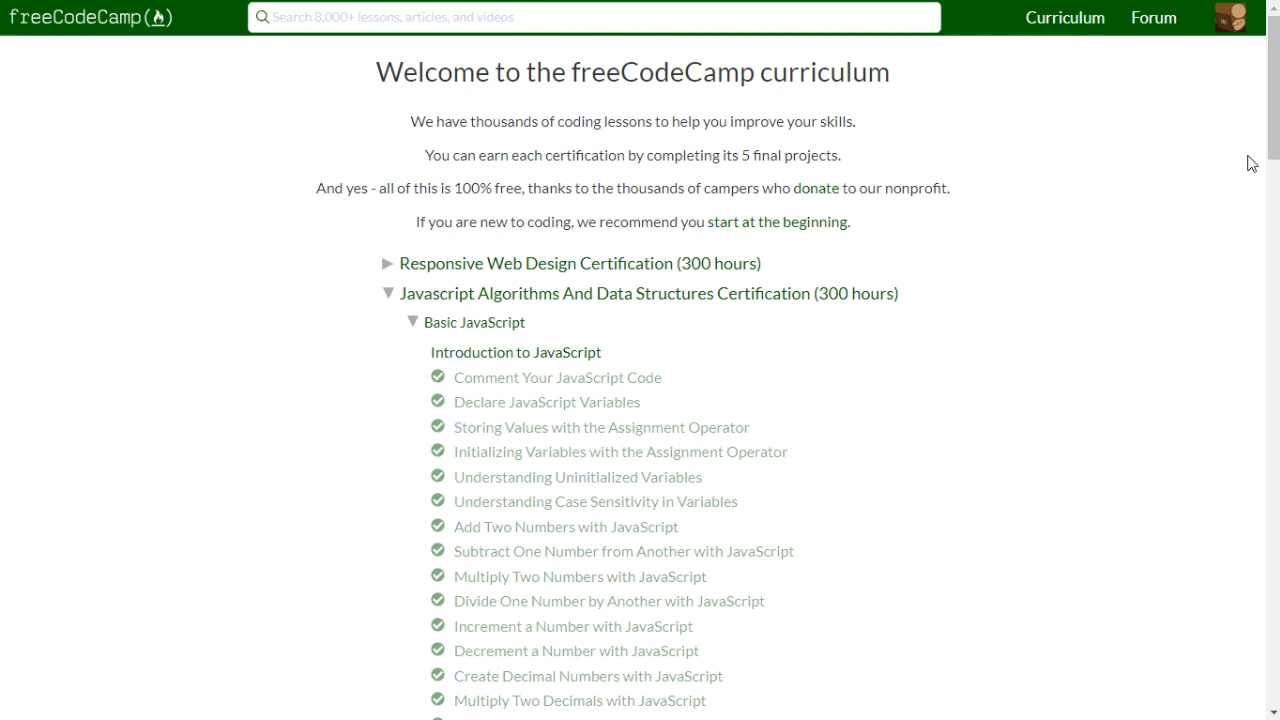 freeCodeCamp
Search 8,000+ lessons, articles, and videos
Curriculum
Forum
Welcome to the freeCodeCamp curriculum
We have thousands of coding lessons to help you improve your skills.
You can earn each certification by completing its 5 final projects.
And yes - all of this is 100% free, thanks to the thousands of campers who donate to our nonprofit.
If you are new to coding, we recommend you start at the beginning.
Responsive Web Design Certification (300 hours)
Javascript Algorithms And Data Structures Certification (300 hours)
Basic JavaScript
Introduction to JavaScript
Comment Your JavaScript Code
Declare JavaScript Variables
Storing Values with the Assignment Operator
Initializing Variables with the Assignment Operator
Understanding Uninitialized Variables
Understanding Case Sensitivity in Variables
Add Two Numbers with JavaScript
Subtract One Number from Another with JavaScript
Multiply Two Numbers with JavaScript
Divide One Number by Another with JavaScript
Increment a Number with JavaScript
Decrement a Number with JavaScript
Create Decimal Numbers with JavaScript
Multiply Two Decimals with JavaScript